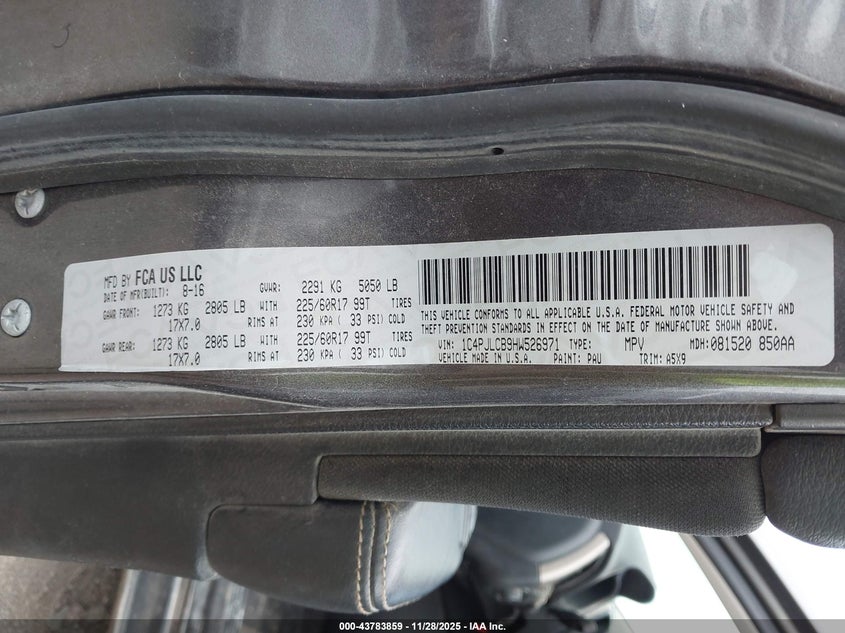 MFD BY FCA US LLC
DATE OF MFR(BUILT): 8-16 GVWR: 2291 KG 5050 LB
GAWR FRONT: 1273 KG 2805 LB WITH 225/60R17 99T TIRES
17X7.0 RIMS AT 230 KPA ( 33 PSI) COLD
GAWR REAR: 1273 KG 2805 LB WITH 225/60R17 99T TIRES
17X7.0 RIMS AT 230 KPA ( 33 PSI) COLD
THIS VEHICLE CONFORMS TO ALL APPLICABLE U.S.A. FEDERAL MOTOR VEHICLE SAFETY AND
THEFT PREVENTION STANDARDS IN EFFECT ON THE DATE OF MANUFACTURE SHOWN ABOVE.
VIN: 1C4PJLCB9HW526971 TYPE: MPV MDH: 081520 850AA
VEHICLE MADE IN U.S.A. PAINT: PAU TRIM: A5X9
000-43783859 | 11/28/2025 | IAA Inc.